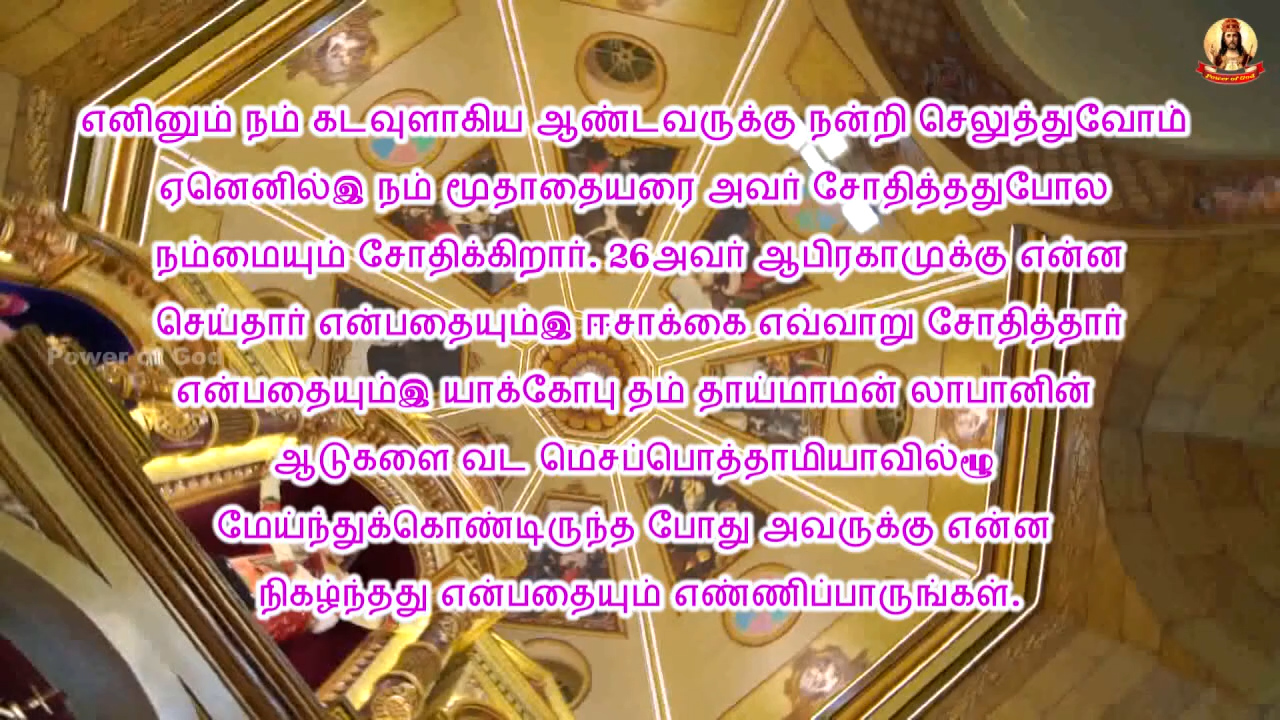 Power of God
எனினும் நம் கடவுளாகிய ஆண்டவருக்கு நன்றி செலுத்துவோம்
ஏனெனில்இ நம் மூதாதையரை அவர் சோதித்ததுபோல
நம்மையும் சோதிக்கிறார். 26அவர் ஆபிரகாமுக்கு என்ன
செய்தார் என்பதையும்இ ஈசாக்கை எவ்வாறு சோதித்தார்
Power of God
என்பதையும்இ யாக்கோபு தம் தாய்மாமன் லாபானின்
ஆடுகளை வட மெசப்பொத்தாமியாவில்ழூ
மேய்ந்துக்கொண்டிருந்த போது அவருக்கு என்ன
நிகழ்ந்தது என்பதையும் எண்ணிப்பாருங்கள்.